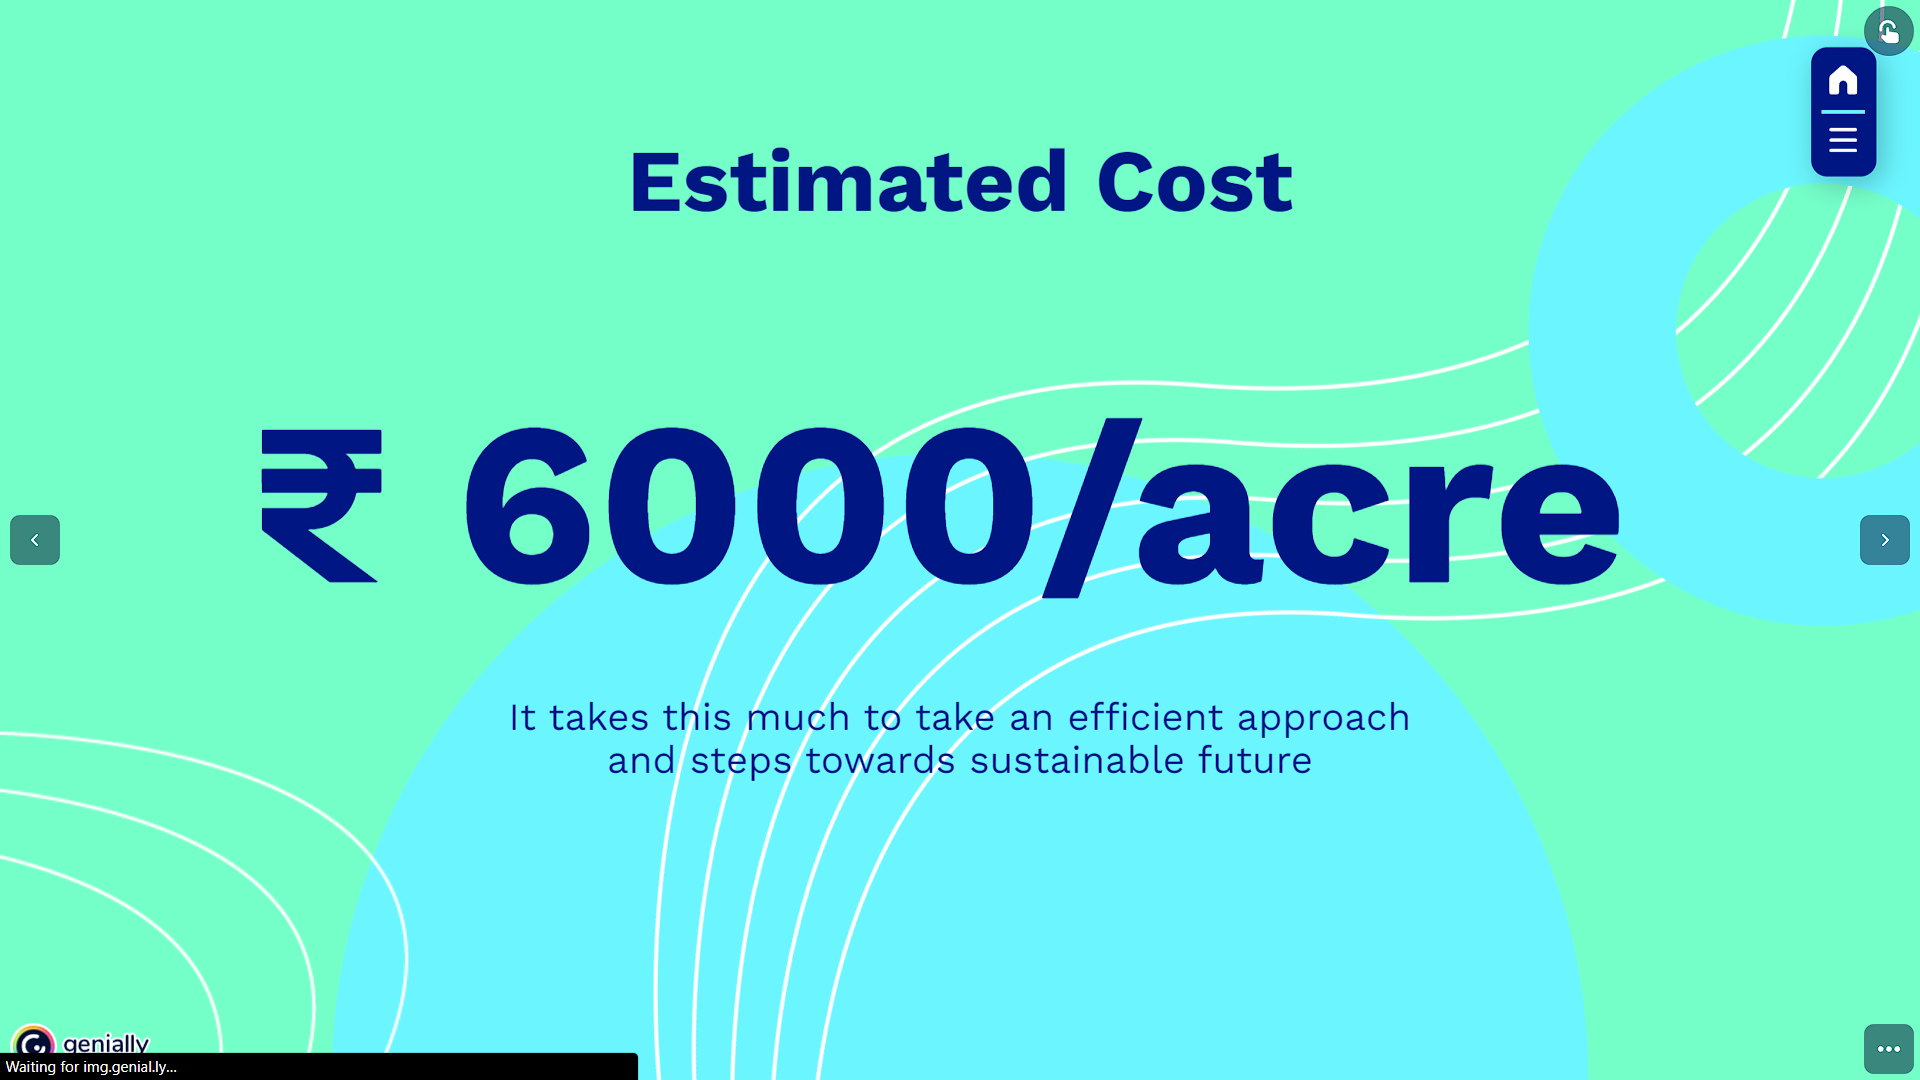 Estimated Cost
₹ 6000/acre
It takes this much to take an efficient approach
and steps towards sustainable future
genially
Waiting for img.genial.ly...